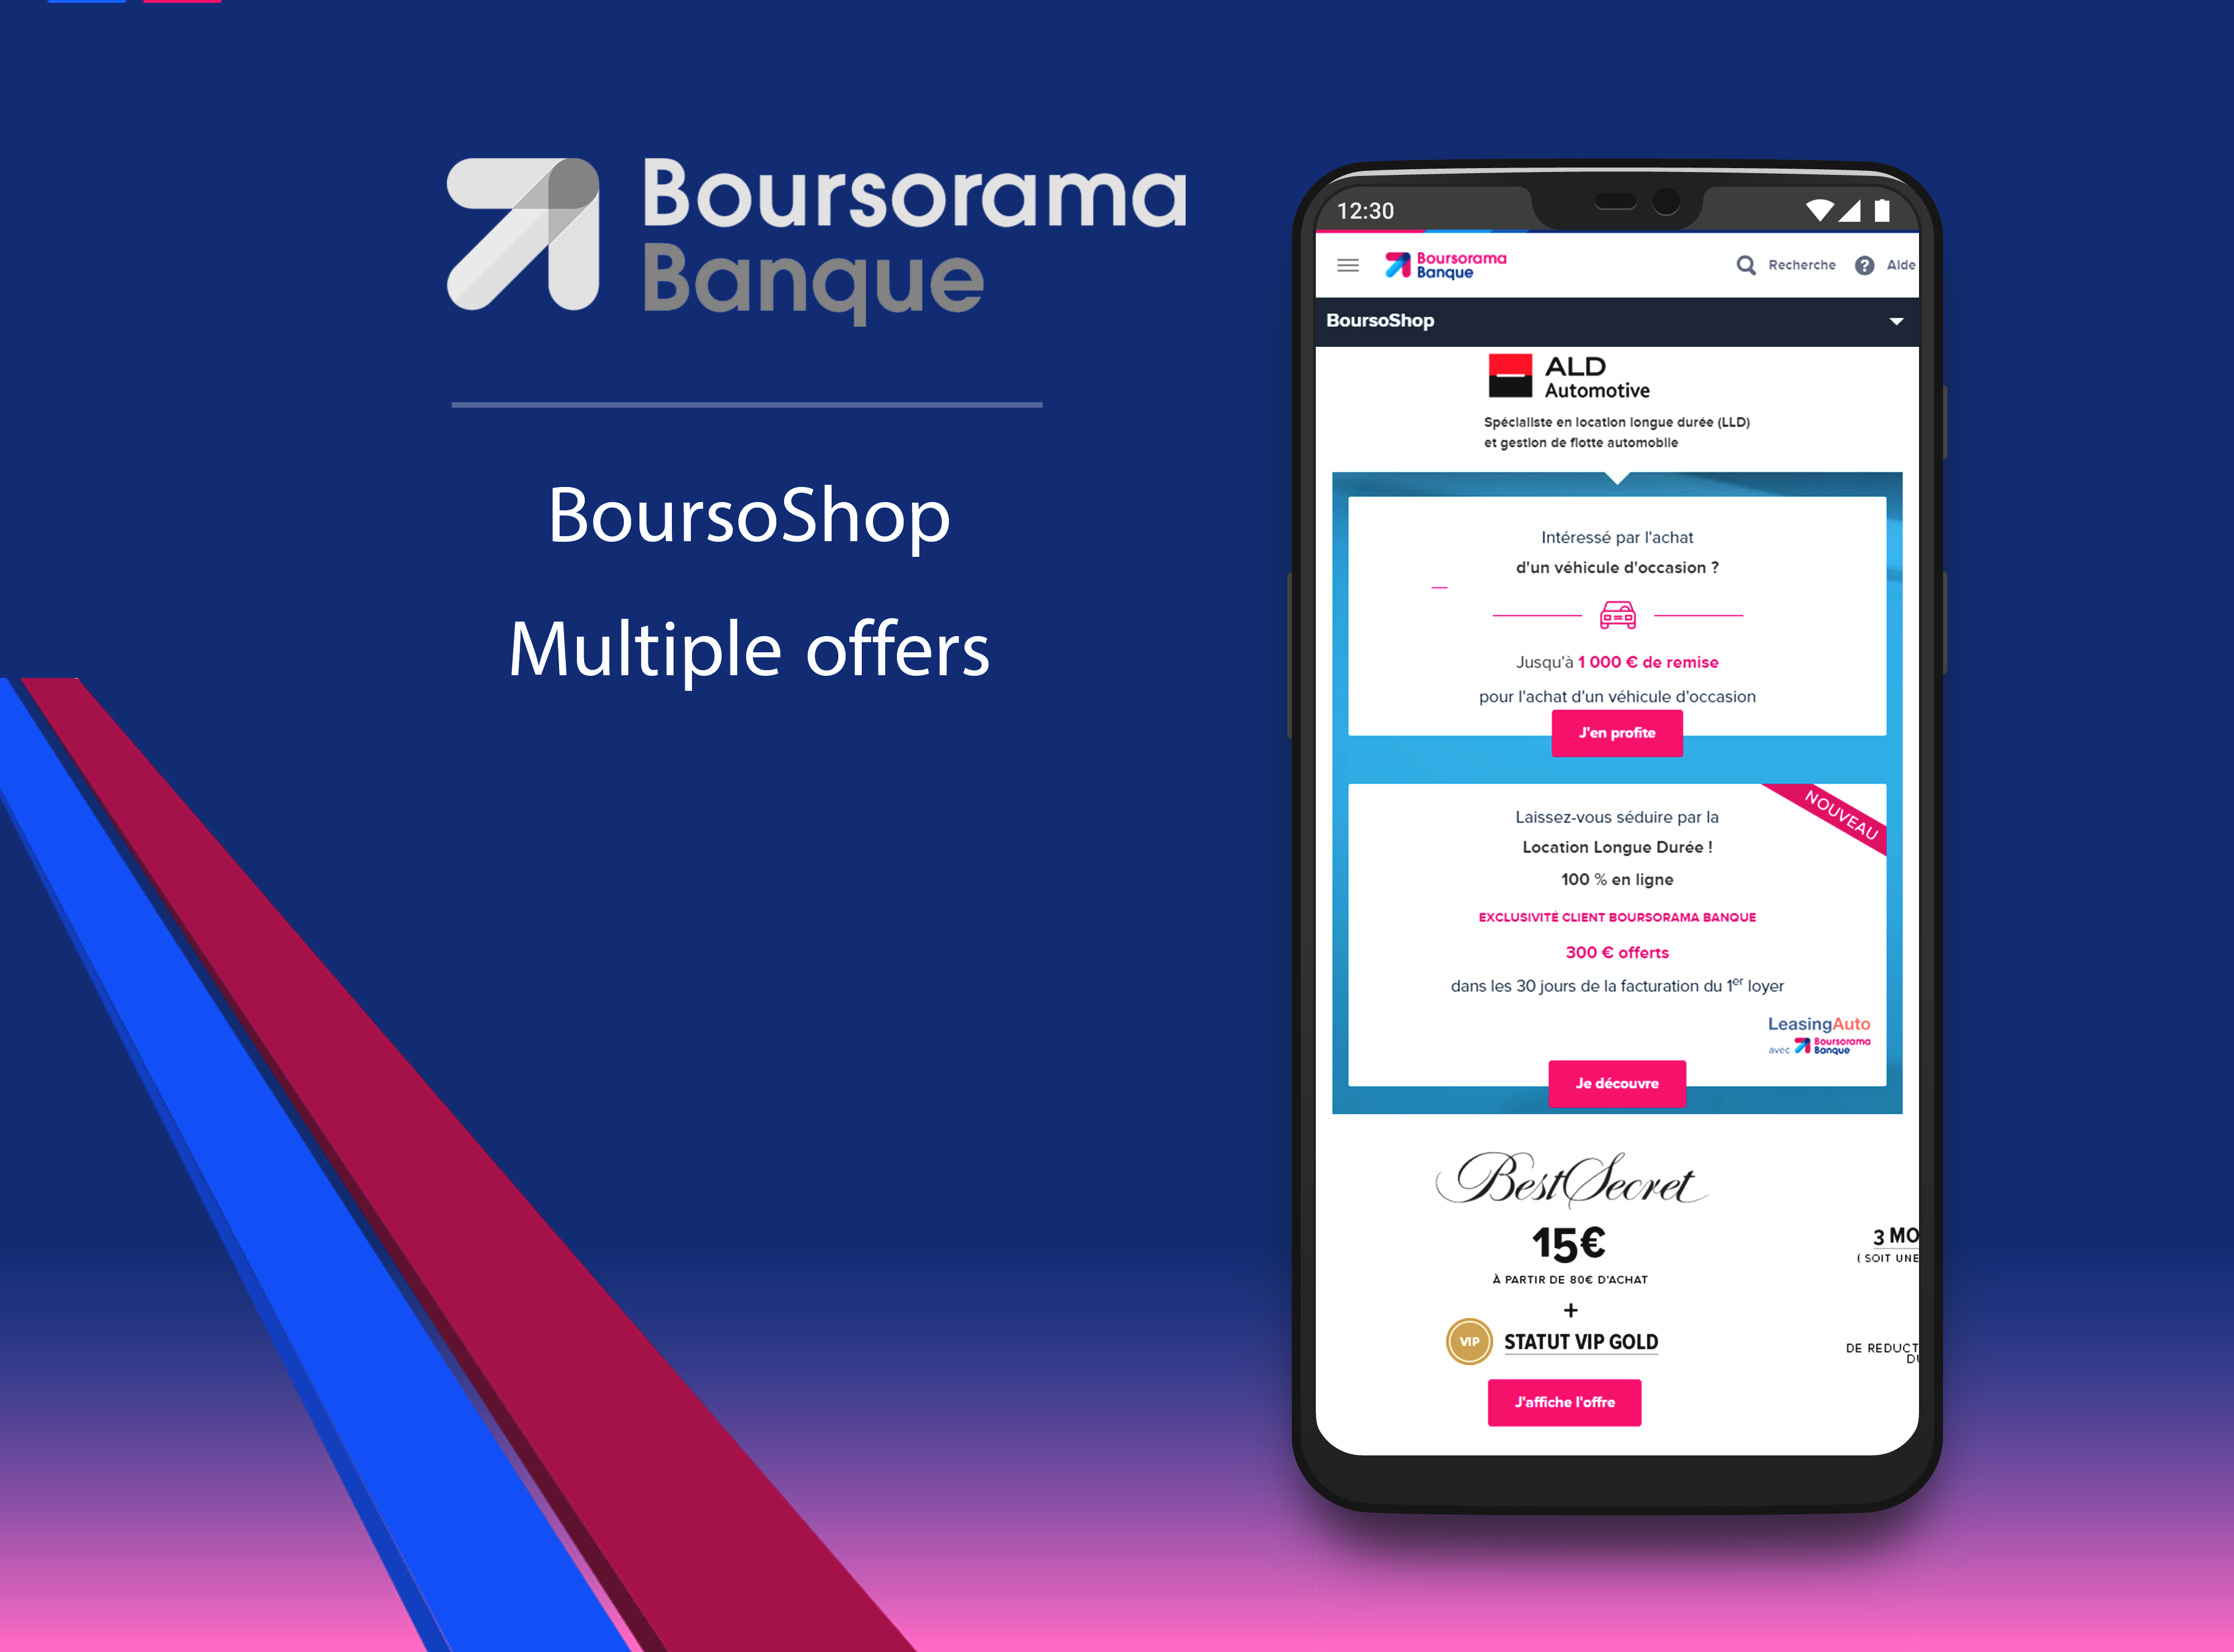 Boursorama
Banque
BoursoShop
Multiple offers
12:30
Boursorama
Banque
Recherche
? Aide
BoursoShop
ALD
Automotive
Spécialiste en location longue durée (LLD)
et gestion de flotte automobile
Intéressé par l'achat
d'un véhicule d'occasion ?
Jusqu'à 1 000 € de remise
pour l'achat d'un véhicule d'occasion
J'en profite
NOUVEAU
Laissez-vous séduire par la
Location Longue Durée !
100 % en ligne
EXCLUSIVITÉ CLIENT BOURSORAMA BANQUE
300 € offerts
dans les 30 jours de la facturation du 1er loyer
LeasingAuto
avec Boursorama
Banque
Je découvre
BestSecret
15€
À PARTIR DE 80€ D'ACHAT
+
VIP STATUT VIP GOLD
J'affiche l'offre
3 MO
( SOIT UNE
DE REDUCT
DU